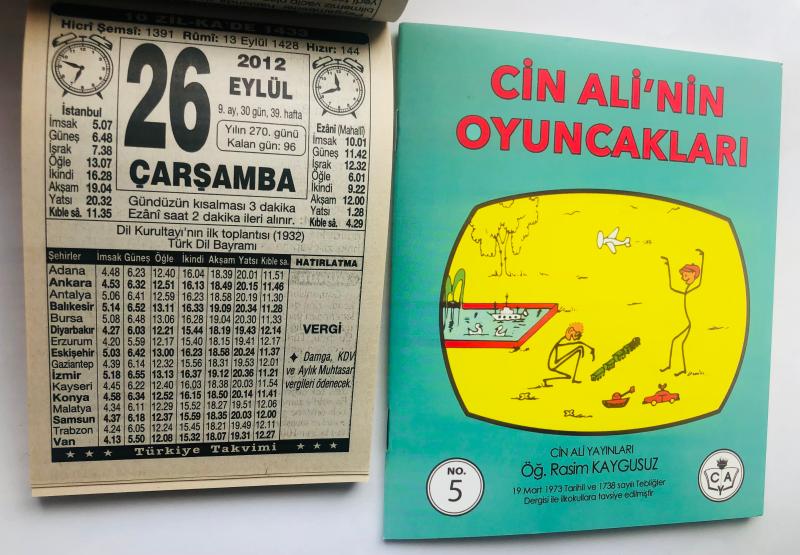 10 ZİL-KA'DE 1433
Hicrî Şemsî: 1391 Rûmî: 13 Eylül 1428 Hızır: 144
26
2012
EYLÜL
9. ay, 30 gün, 39. hafta
Yılın 270. günü
Kalan gün: 96
ÇARŞAMBA
İstanbul
İmsak 5.07
Güneş 6.48
İşrak 7.38
Öğle 13.07
İkindi 16.28
Akşam 19.04
Yatsı 20.32
Kıble sâ. 11.35
Ezânî (Mahallî)
İmsak 10.01
Güneş 11.42
İşrak 12.32
Öğle 6.01
İkindi 9.22
Akşam 12.00
Yatsı 1.28
Kıble sâ. 4.29
Gündüzün kısalması 3 dakika
Ezânî saat 2 dakika ileri alınır.
Dil Kurultayı'nın ilk toplantısı (1932)
Türk Dil Bayramı
Şehirler İmsak Güneş Öğle İkindi Akşam Yatsı Kıble sa.
Adana 4.48 6.23 12.40 16.04 18.39 20.01 11.51
Ankara 4.53 6.32 12.51 16.13 18.49 20.15 11.46
Antalya 5.06 6.41 12.59 16.23 18.58 20.19 11.30
Balıkesir 5.14 6.52 13.11 16.33 19.09 20.34 11.28
Bursa 5.08 6.48 13.06 16.28 19.04 20.30 11.33
Diyarbakır 4.27 6.03 12.21 15.44 18.19 19.43 12.14
Erzurum 4.20 5.59 12.17 15.40 18.15 19.41 12.17
Eskişehir 5.03 6.42 13.00 16.23 18.58 20.24 11.37
Gaziantep 4.39 6.14 12.32 15.56 18.31 19.53 12.01
İzmir 5.18 6.55 13.13 16.37 19.12 20.36 11.21
Kayseri 4.45 6.22 12.40 16.03 18.38 20.03 11.54
Konya 4.58 6.34 12.52 16.15 18.50 20.14 11.41
Malatya 4.34 6.11 12.29 15.52 18.27 19.51 12.06
Samsun 4.37 6.18 12.37 15.59 18.35 20.03 12.00
Trabzon 4.24 6.05 12.24 15.45 18.21 19.49 12.11
Van 4.13 5.50 12.08 15.32 18.07 19.31 12.27
HATIRLATMA
VERGİ
Damga, KDV
ve Aylık Muhtasar
vergileri ödenecek.
Türkiye Takvimi
CİN ALİ'NİN
OYUNCAKLARI
CİN ALİ YAYINLARI
Öğ. Rasim KAYGUSUZ
19 Mart 1973 Tarihli ve 1738 sayılı Tebliğler
Dergisi ile ilkokullara tavsiye edilmiştir
NO.
5
C A